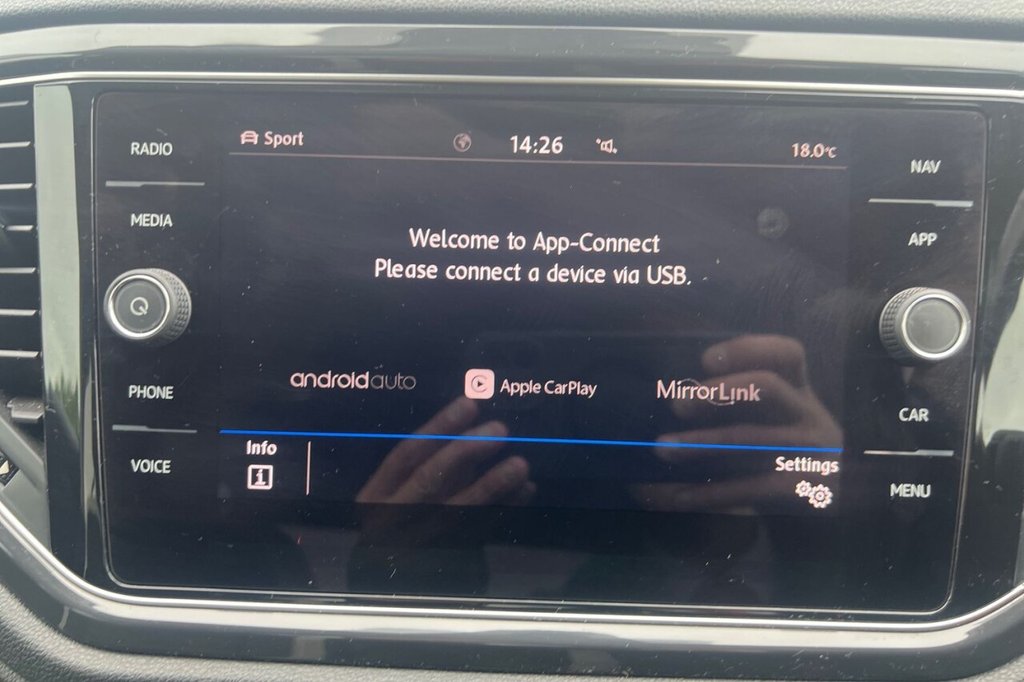 RADIO
MEDIA
PHONE
VOICE
Sport
14:26
18.0°C
Welcome to App-Connect
Please connect a device via USB.
androidauto
Apple CarPlay
MirrorLink
Info
i
Settings
NAV
APP
CAR
MENU